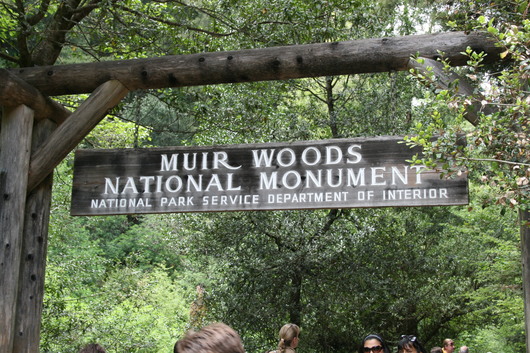 MUIR WOODS
NATIONAL MONUMENT
NATIONAL PARK SERVICE DEPARTMENT OF INTERIOR